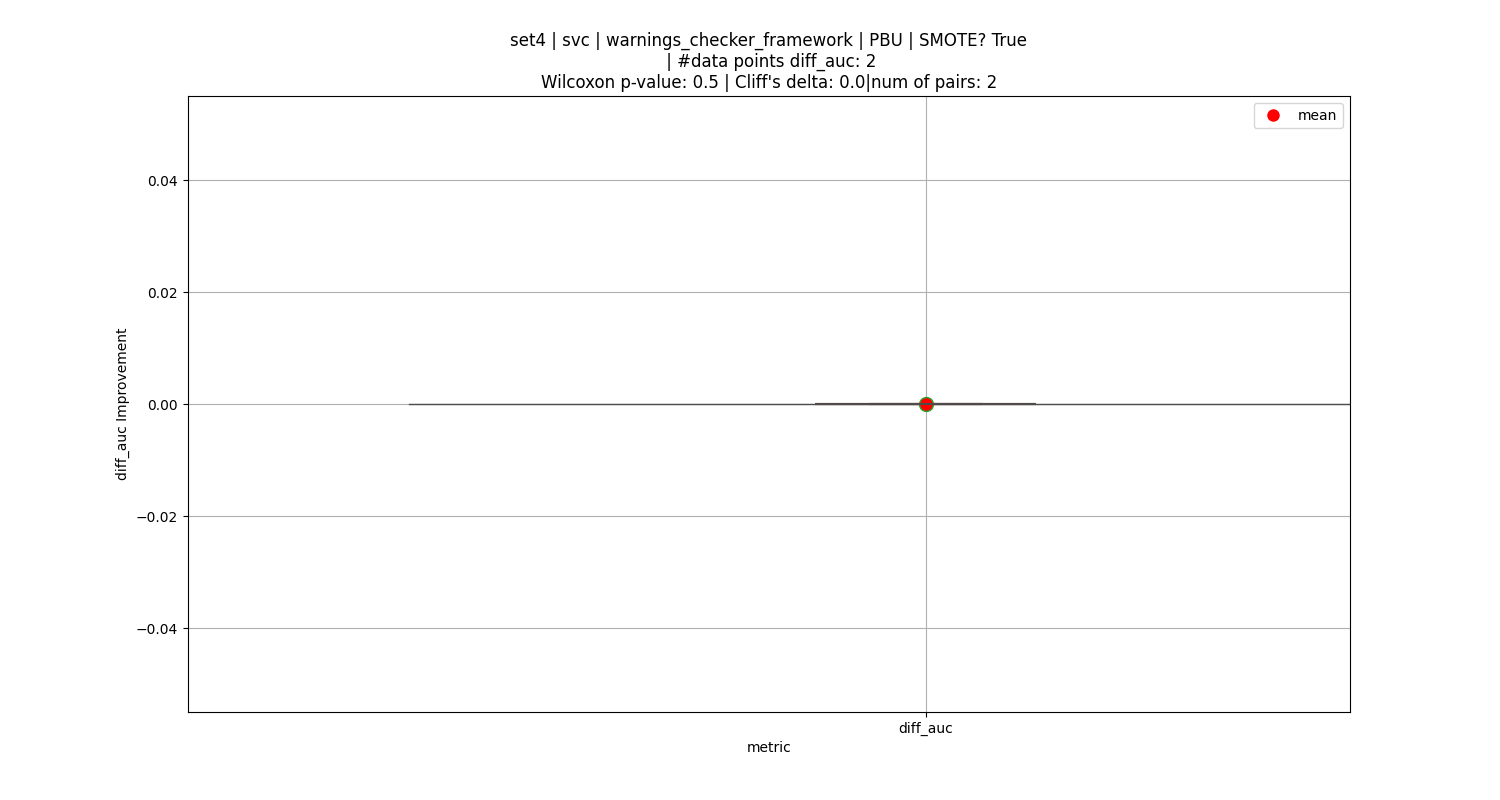 set4 | svc | warnings_checker_framework | PBU | SMOTE? True
| #data points diff_auc: 2
Wilcoxon p-value: 0.5 | Cliff's delta: 0.0|num of pairs: 2
mean
0.04
0.02
0.00
−0.02
−0.04
diff_auc Improvement
diff_auc
metric